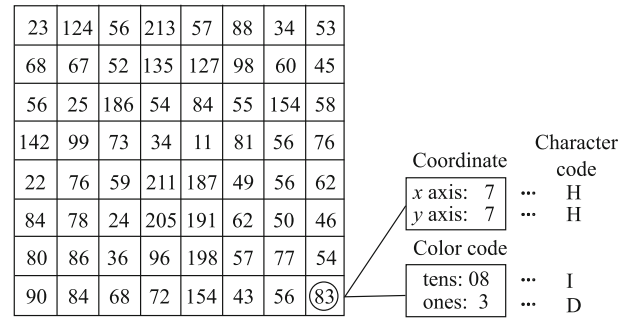 23 124 56 213 57 88 34 53
68 67 52 135 127 98 60 45
56 25 186 54 84 55 154 58
142 99 73 34 11 81 56 76
22 76 59 211 187 49 56 62
84 78 24 205 191 62 50 46
80 86 36 96 198 57 77 54
90 84 68 72 154 43 56 83
Coordinate
Character
code
x axis: 7 ··· H
y axis: 7 ··· H
Color code
tens: 08 ··· I
ones: 3 ··· D